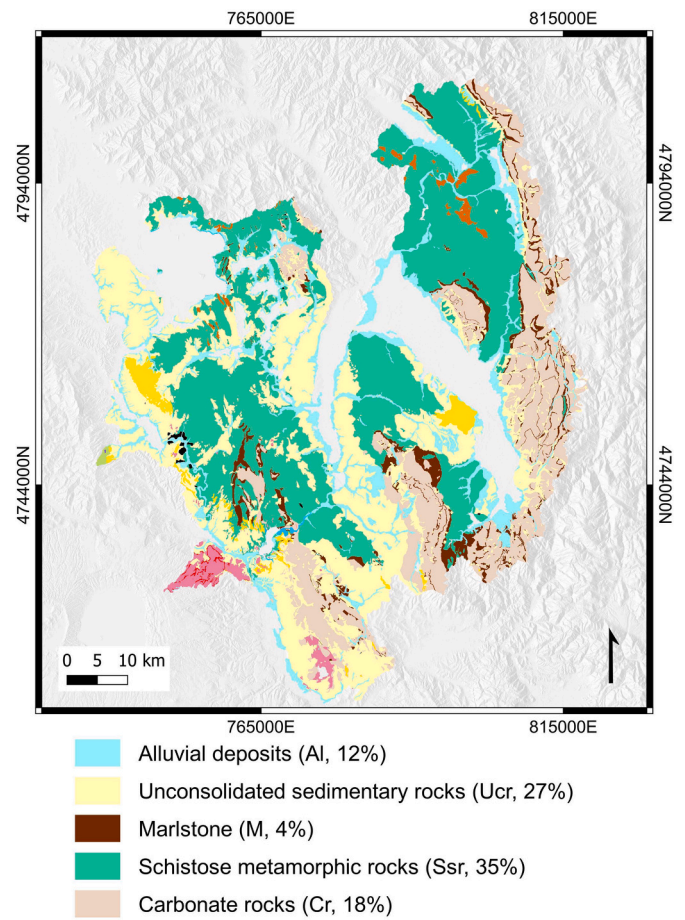 765000E 815000E
4794000N 4794000N
4744000N 4744000N
0 5 10 km
765000E 815000E
Alluvial deposits (Al, 12%)
Unconsolidated sedimentary rocks (Ucr, 27%)
Marlstone (M, 4%)
Schistose metamorphic rocks (Ssr, 35%)
Carbonate rocks (Cr, 18%)